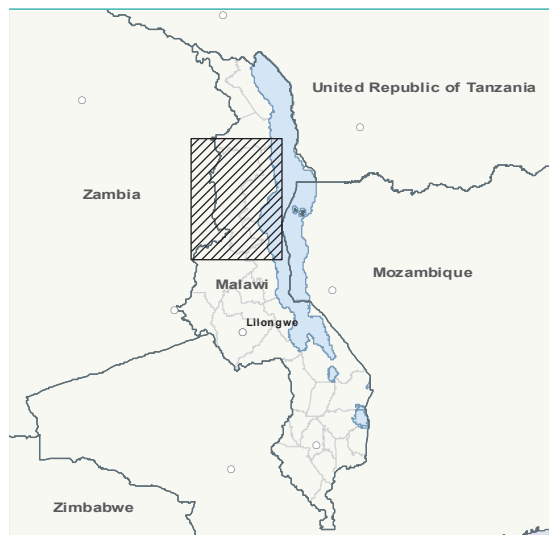 United Republic of Tanzania
Zambia
Mozambique
Malawi
Lilongwe
Zimbabwe